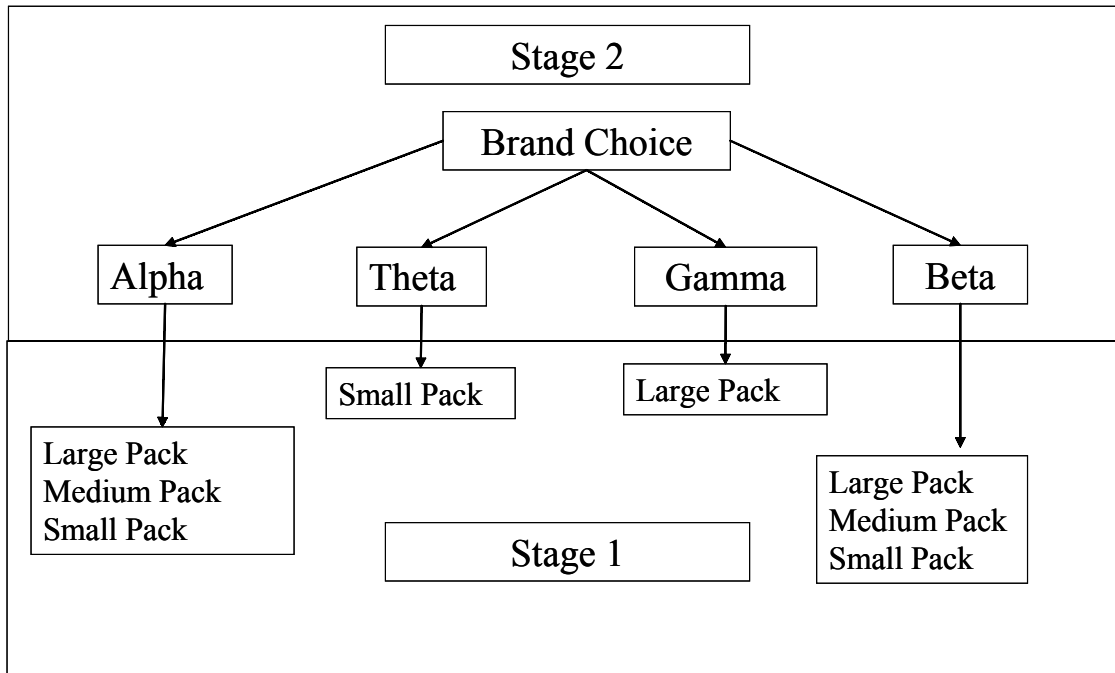 Stage 2
Brand Choice
Alpha
Theta
Gamma
Beta
Small Pack
Large Pack
Large Pack
Medium Pack
Small Pack
Large Pack
Medium Pack
Small Pack
Stage 1